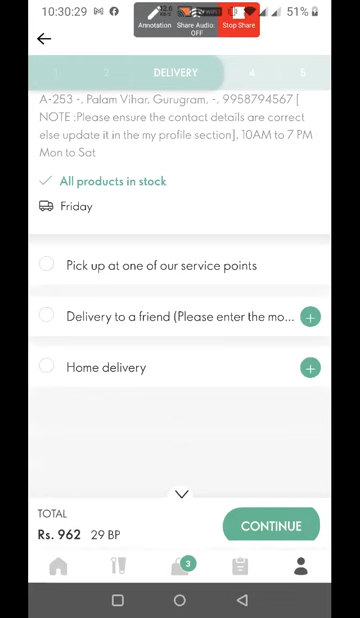 10:30:29
51%
Annotation
Share Audio: OFF
Stop Share
1 2 DELIVERY 4 5
A-253 -, Palam Vihar, Gurugram, -, 9958794567 [
NOTE :Please ensure the contact details are correct
else update it in the my profile section], 10AM to 7 PM
Mon to Sat
All products in stock
Friday
Pick up at one of our service points
Delivery to a friend (Please enter the mo...
Home delivery
TOTAL
Rs. 962 29 BP
CONTINUE
3